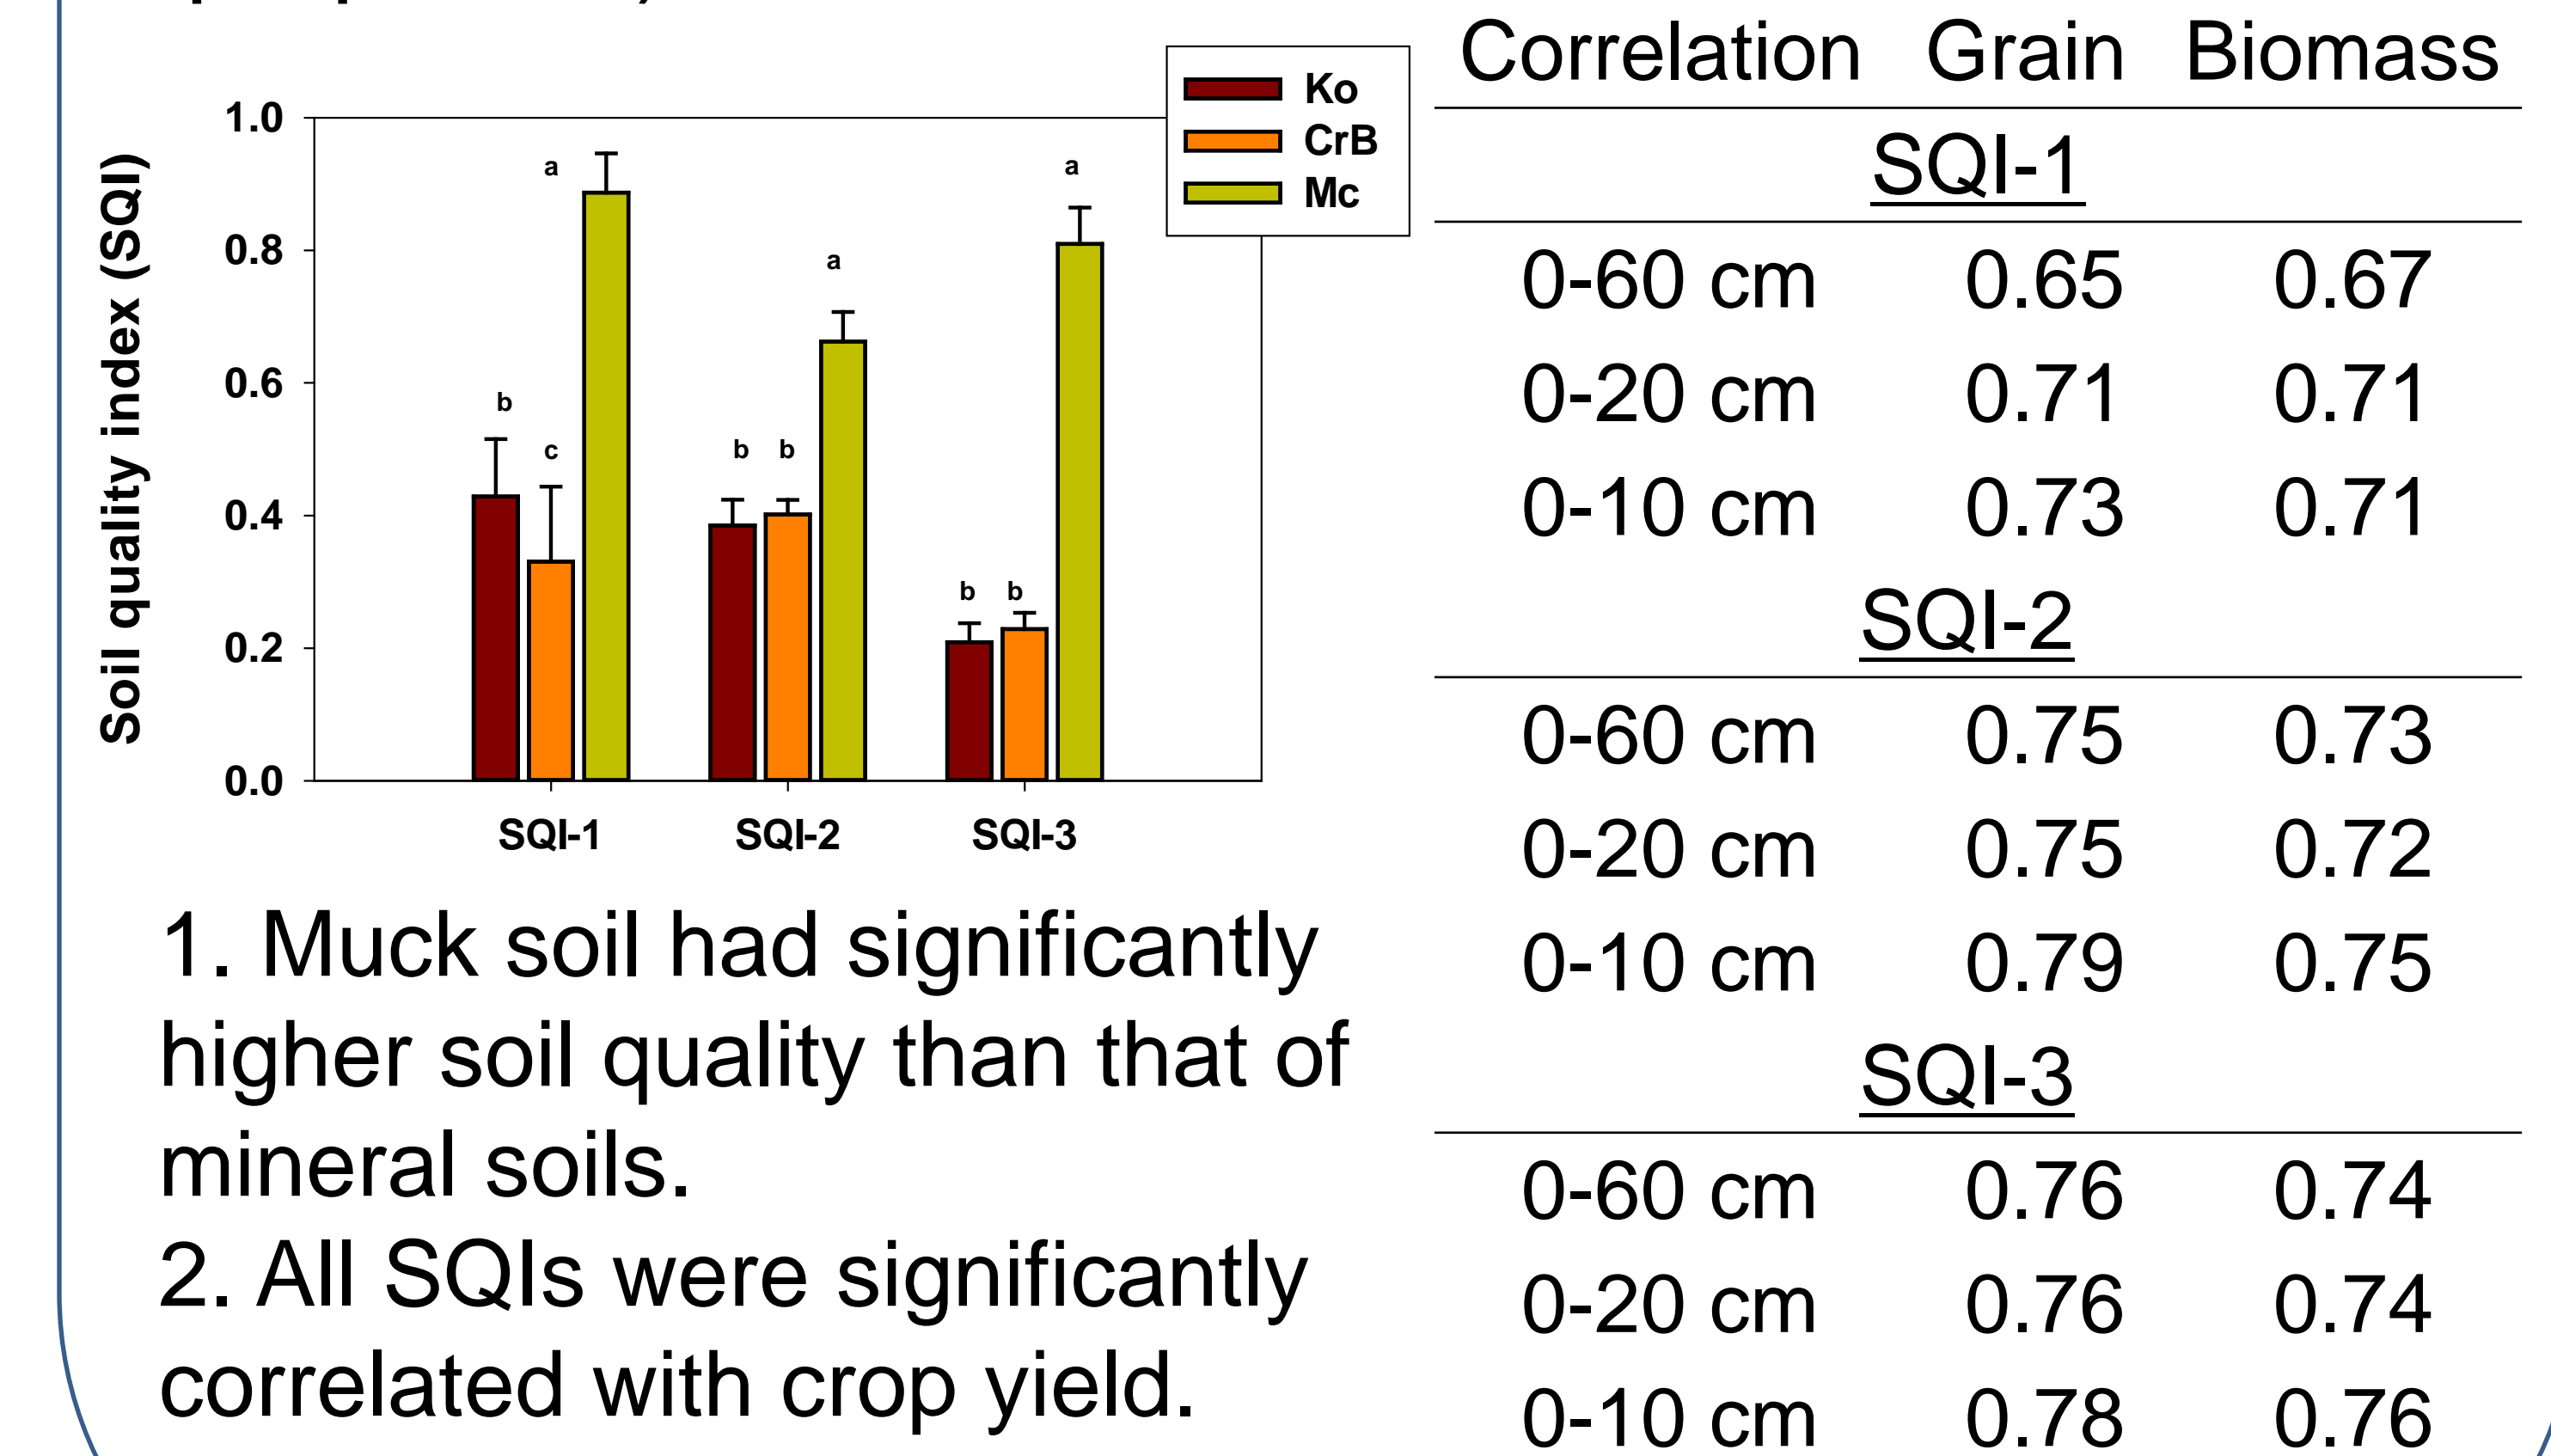 Ko
CrB
Mc
Soil quality index (SQI)
1.0
0.8
0.6
0.4
0.2
0.0
a
b
c
a
b b
a
b b
SQI-1 SQI-2 SQI-3
1. Muck soil had significantly
higher soil quality than that of
mineral soils.
2. All SQIs were significantly
correlated with crop yield.
Correlation Grain Biomass
SQI-1
0-60 cm 0.65 0.67
0-20 cm 0.71 0.71
0-10 cm 0.73 0.71
SQI-2
0-60 cm 0.75 0.73
0-20 cm 0.75 0.72
0-10 cm 0.79 0.75
SQI-3
0-60 cm 0.76 0.74
0-20 cm 0.76 0.74
0-10 cm 0.78 0.76